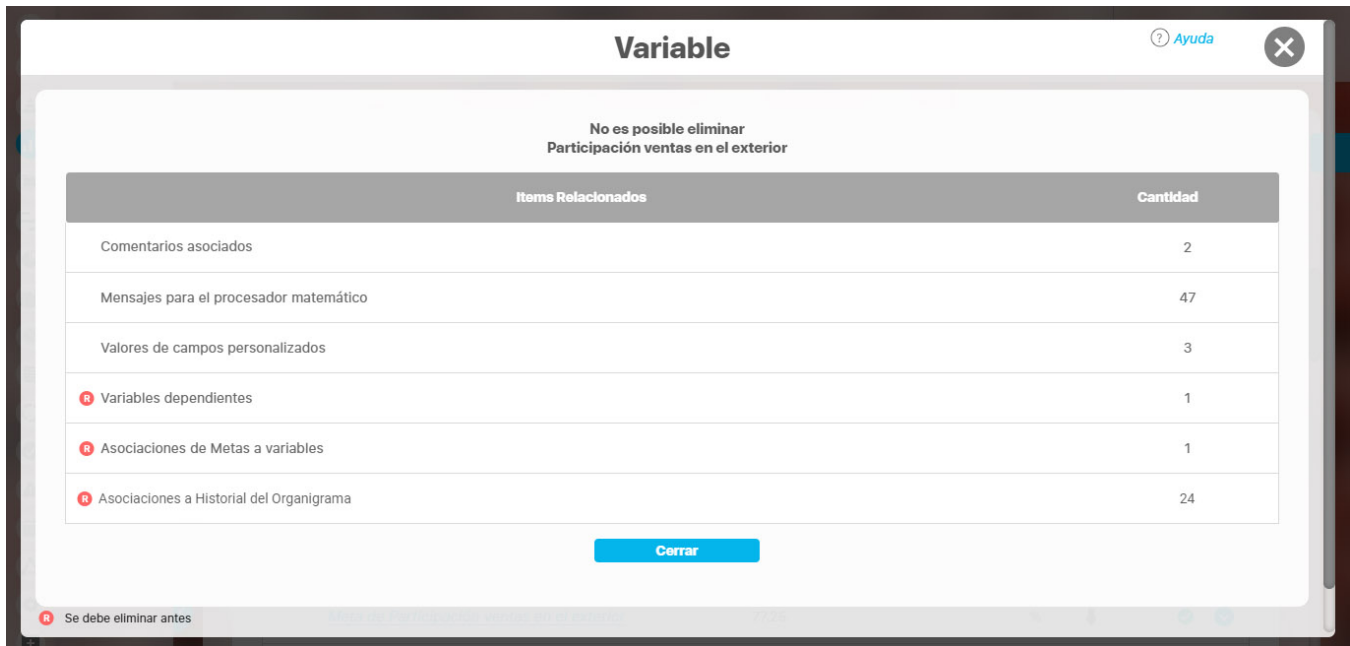 Variable
? Ayuda
No es posible eliminar
Participación ventas en el exterior
Items Relacionados Cantidad
Comentarios asociados 2
Mensajes para el procesador matemático 47
Valores de campos personalizados 3
R Variables dependientes 1
R Asociaciones de Metas a variables 1
R Asociaciones a Historial del Organigrama 24
Cerrar
R Se debe eliminar antes